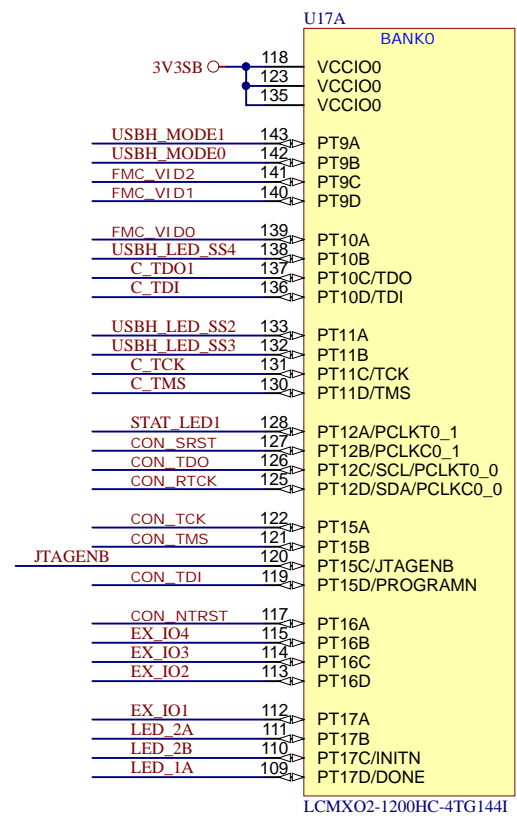 U17A
BANK0
3V3SB 118 VCCIO0
123 VCCIO0
135 VCCIO0
USBH_MODE1 143 PT9A
USBH_MODE0 142 PT9B
FMC_VID2 141 PT9C
FMC_VID1 140 PT9D
FMC_VID0 139 PT10A
USBH_LED_SS4 138 PT10B
C_TDO1 137 PT10C/TDO
C_TDI 136 PT10D/TDI
USBH_LED_SS2 133 PT11A
USBH_LED_SS3 132 PT11B
C_TCK 131 PT11C/TCK
C_TMS 130 PT11D/TMS
STAT_LED1 128 PT12A/PCLKT0_1
CON_SRST 127 PT12B/PCLKC0_1
CON_TDO 126 PT12C/SCL/PCLKT0_0
CON_RTCK 125 PT12D/SDA/PCLKC0_0
CON_TCK 122 PT15A
CON_TMS 121 PT15B
JTAGENB 120 PT15C/JTAGENB
CON_TDI 119 PT15D/PROGRAMN
CON_NTRST 117 PT16A
EX_IO4 115 PT16B
EX_IO3 114 PT16C
EX_IO2 113 PT16D
EX_IO1 112 PT17A
LED_2A 111 PT17B
LED_2B 110 PT17C/INITN
LED_1A 109 PT17D/DONE
LCMXO2-1200HC-4TG144I